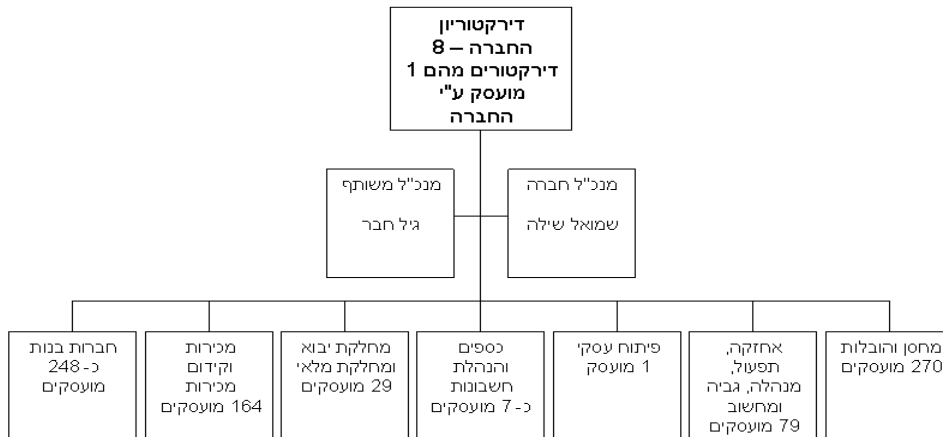 דירקטוריון
החברה – 8
דירקטורים מהם 1
מועסק ע"י
החברה
מנכ"ל חברה
שמואל שילה
מנכ"ל משותף
גיל חבר
מחסן והובלות
270 מועסקים
אחזקה,
תפעול,
מנהלה, גביה
ומחשוב
79 מועסקים
פיתוח עסקי
1 מועסק
כספים
והנהלת
חשבונות
כ- 7 מועסקים
מחלקת יבוא
ומחלקת מלאי
29 מועסקים
מכירות
וקידום
מכירות
164 מועסקים
חברות בנות
כ- 248
מועסקים